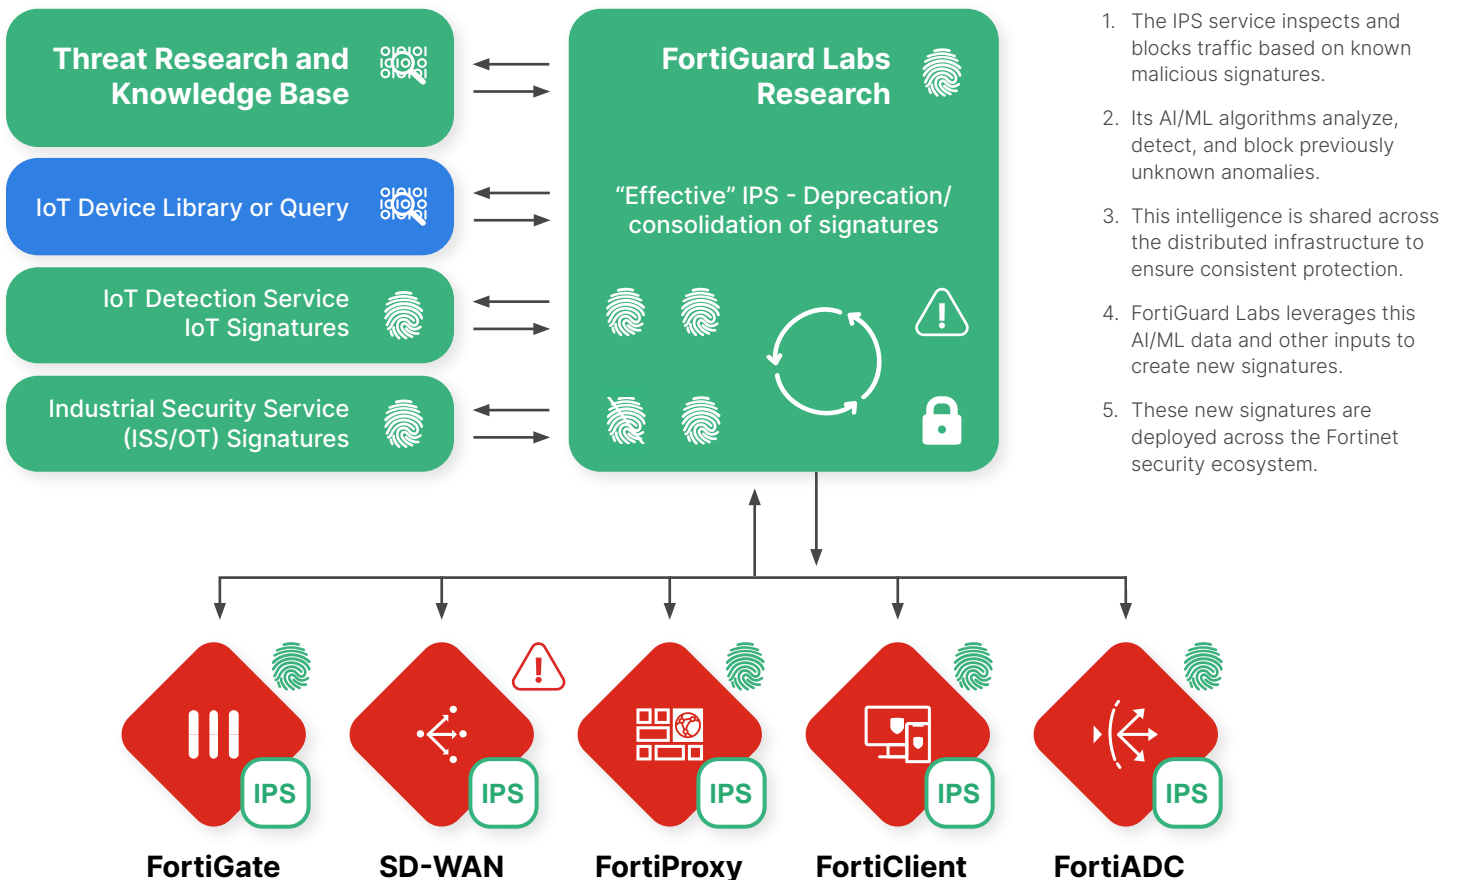 Threat Research and
Knowledge Base
IoT Device Library or Query
IoT Detection Service
IoT Signatures
Industrial Security Service
(ISS/OT) Signatures
FortiGuard Labs
Research
“Effective” IPS - Deprecation/
consolidation of signatures
1. The IPS service inspects and
blocks traffic based on known
malicious signatures.
2. Its AI/ML algorithms analyze,
detect, and block previously
unknown anomalies.
3. This intelligence is shared across
the distributed infrastructure to
ensure consistent protection.
4. FortiGuard Labs leverages this
AI/ML data and other inputs to
create new signatures.
5. These new signatures are
deployed across the Fortinet
security ecosystem.
IPS
IPS
IPS
IPS
IPS
FortiGate
SD-WAN
FortiProxy
FortiClient
FortiADC